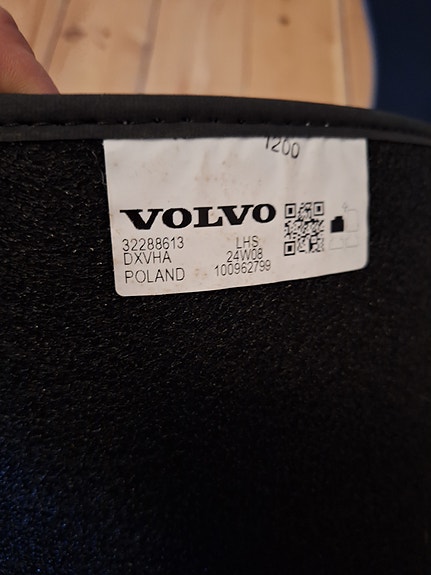 1200
VOLVO
32288613 LHS
DXVHA 24W08
POLAND 100962799